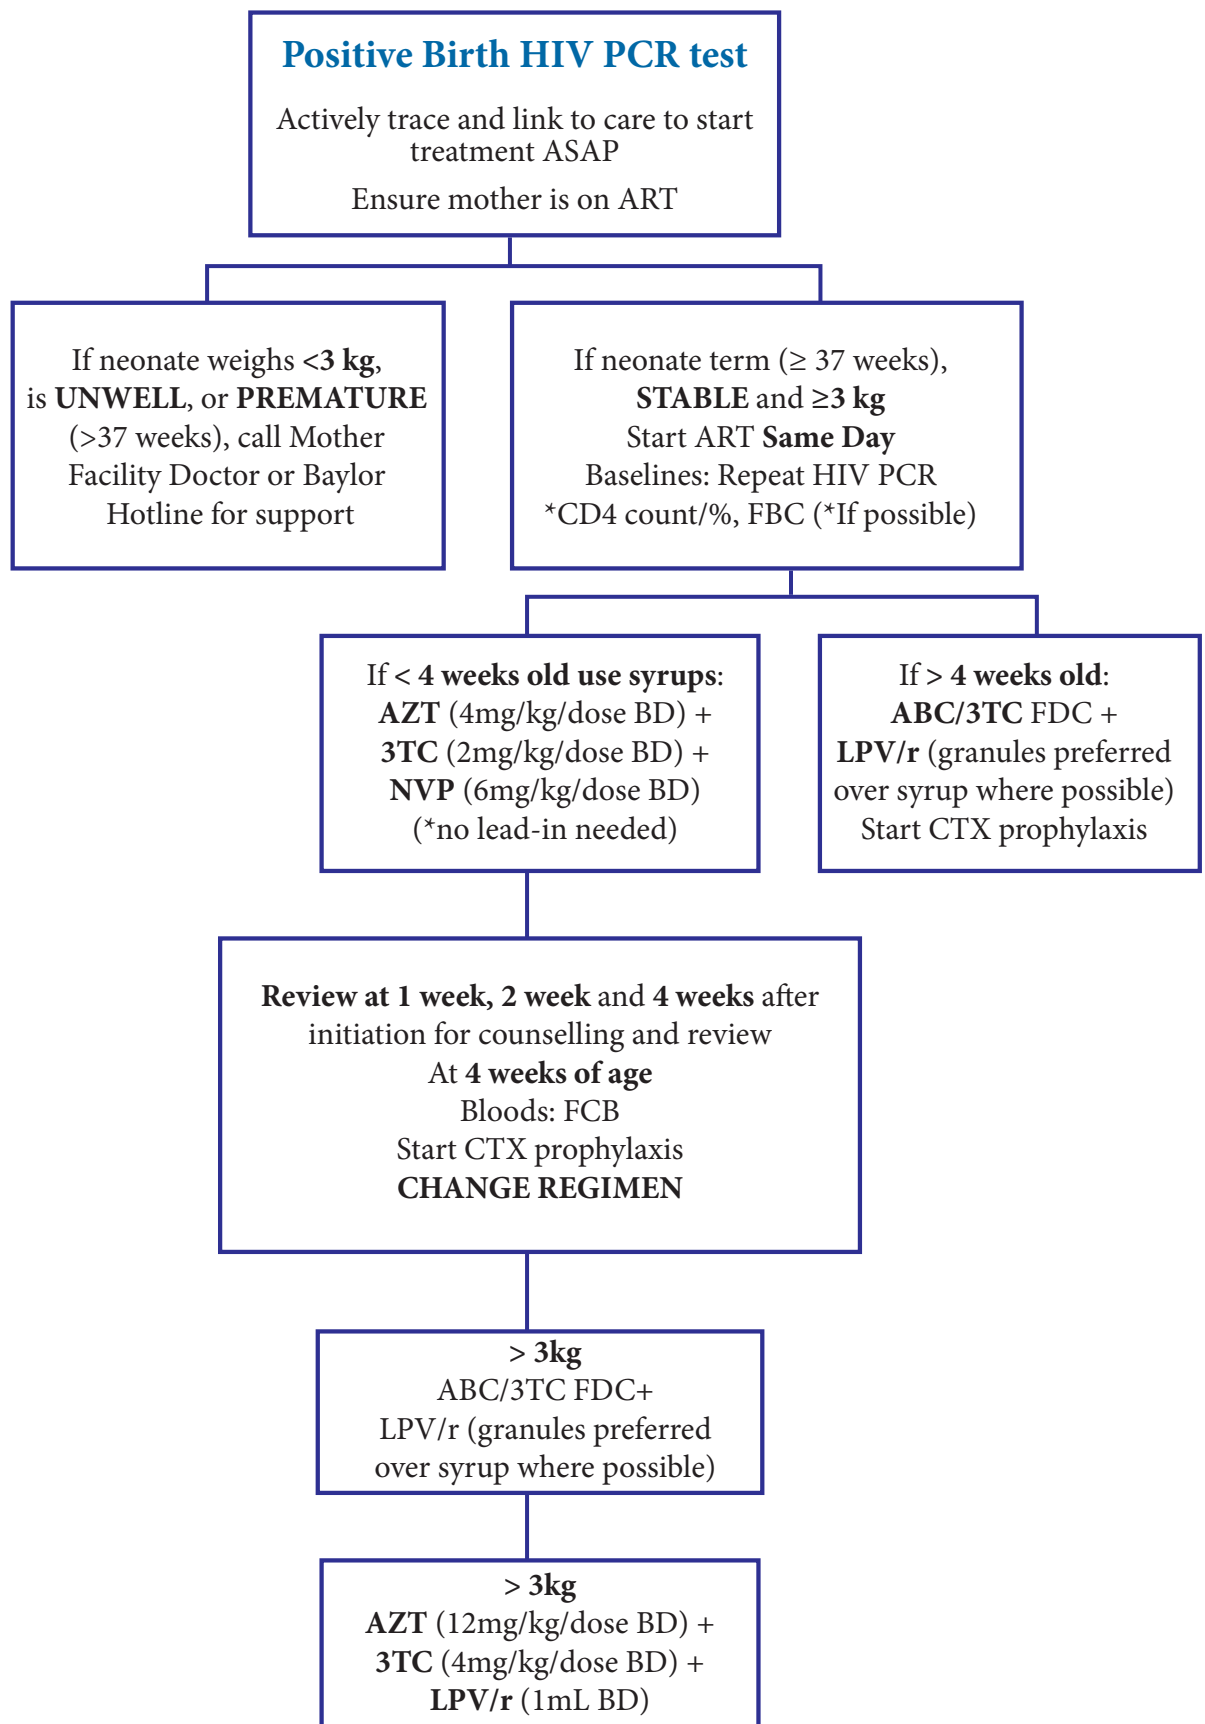 Positive Birth HIV PCR test
Actively trace and link to care to start
treatment ASAP
Ensure mother is on ART
If neonate weighs <3 kg,
is UNWELL, or PREMATURE
(>37 weeks), call Mother
Facility Doctor or Baylor
Hotline for support
If neonate term (≥ 37 weeks),
STABLE and ≥3 kg
Start ART Same Day
Baselines: Repeat HIV PCR
*CD4 count/%, FBC (*If possible)
If < 4 weeks old use syrups:
AZT (4mg/kg/dose BD) +
3TC (2mg/kg/dose BD) +
NVP (6mg/kg/dose BD)
(*no lead-in needed)
If > 4 weeks old:
ABC/3TC FDC +
LPV/r (granules preferred
over syrup where possible)
Start CTX prophylaxis
Review at 1 week, 2 week and 4 weeks after
initiation for counselling and review
At 4 weeks of age
Bloods: FCB
Start CTX prophylaxis
CHANGE REGIMEN
> 3kg
ABC/3TC FDC+
LPV/r (granules preferred
over syrup where possible)
> 3kg
AZT (12mg/kg/dose BD) +
3TC (4mg/kg/dose BD) +
LPV/r (1mL BD)